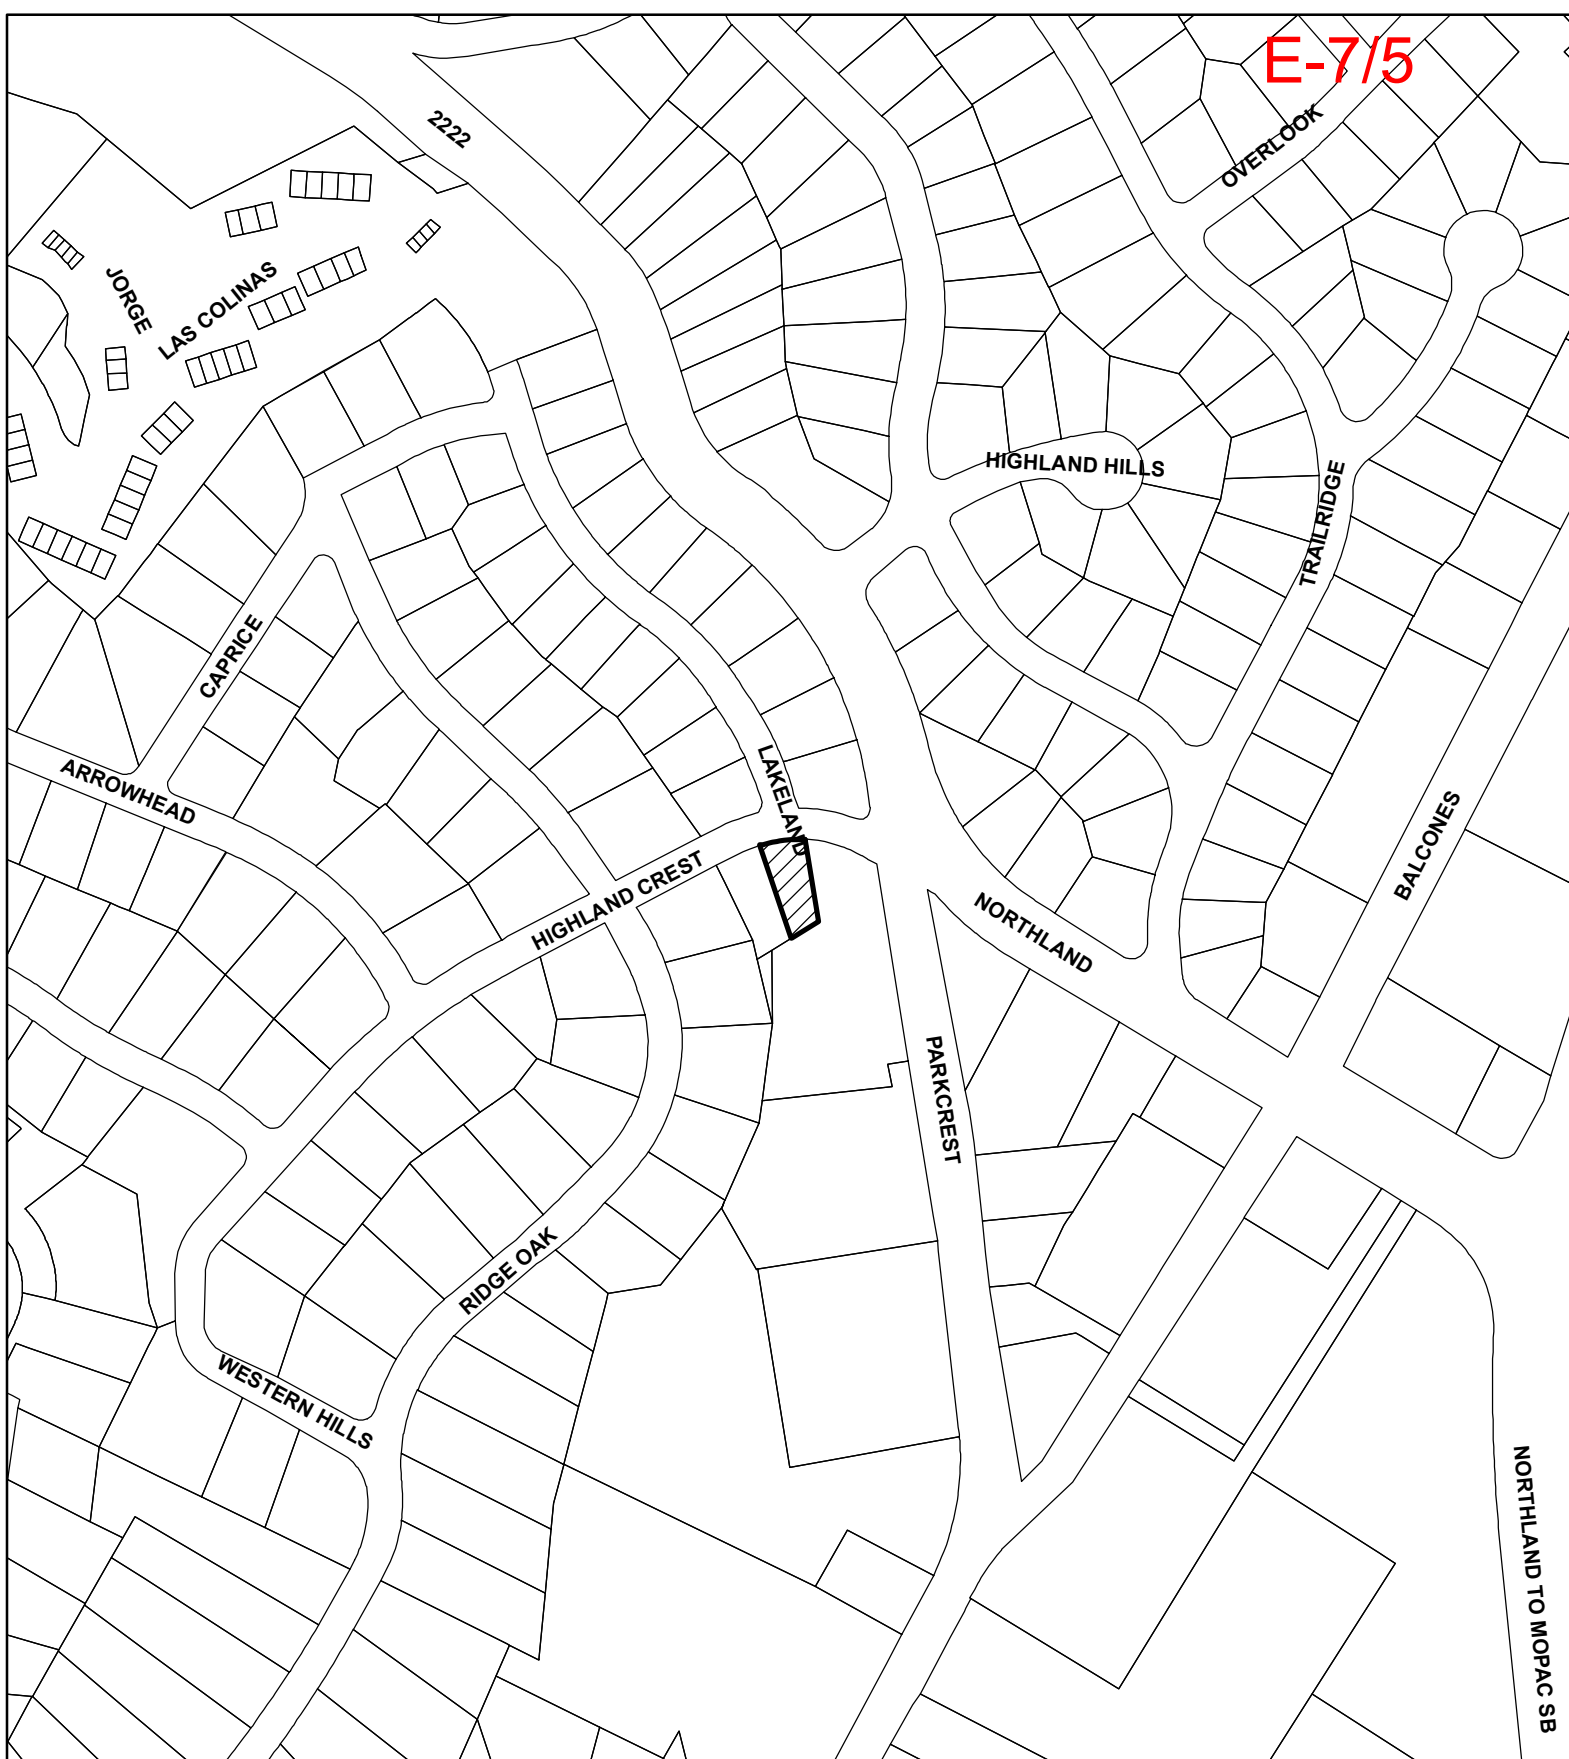 E-7/5
2222
OVERLOOK
JORGE
LAS COLINAS
HIGHLAND HILLS
TRAILRIDGE
CAPRICE
LAKELAND
ARROWHEAD
BALCONES
HIGHLAND CREST
NORTHLAND
PARKCREST
RIDGE OAK
WESTERN HILLS
NORTHLAND TO MOPAC SB